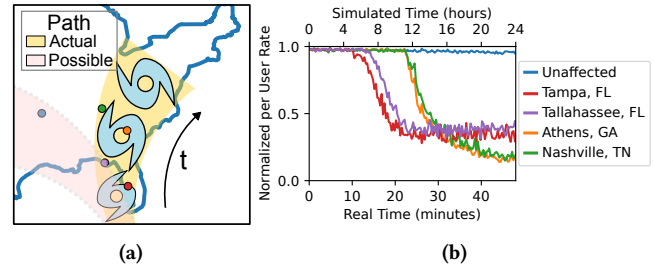 Path
Actual
Possible
t
(a)
Simulated Time (hours)
0 4 8 12 16 20 24
Normalized per User Rate
1.0
0.5
0.0
0 10 20 30 40
Real Time (minutes)
Unaffected
Tampa, FL
Tallahassee, FL
Athens, GA
Nashville, TN
(b)